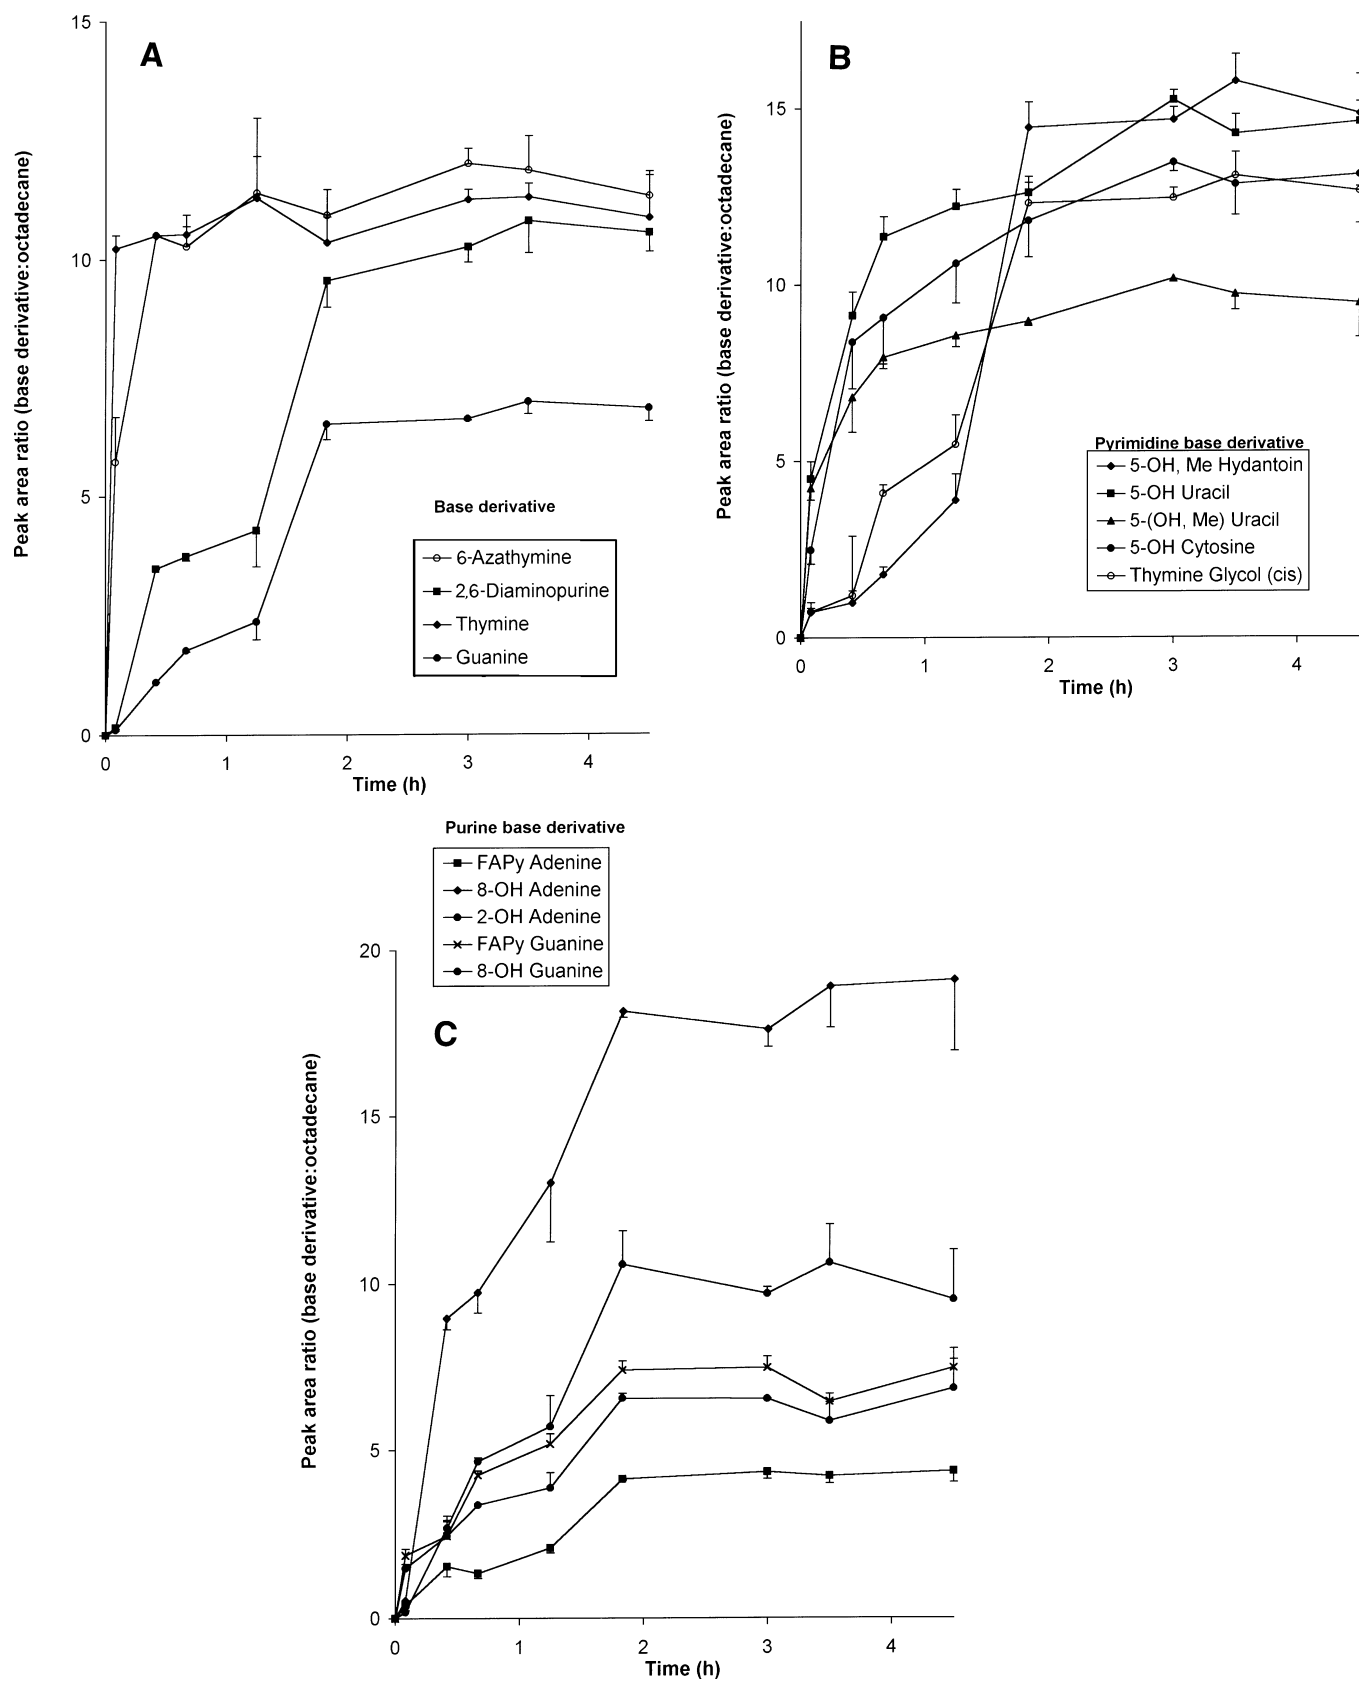 A
Peak area ratio (base derivative:octadecane)
15
10
5
0
0 1 2 3 4
Time (h)
Base derivative
6-Azathymine
2,6-Diaminopurine
Thymine
Guanine
B
Peak area ratio (base derivative:octadecane)
15
10
5
0
0 1 2 3 4
Time (h)
Pyrimidine base derivative
5-OH, Me Hydantoin
5-OH Uracil
5-(OH, Me) Uracil
5-OH Cytosine
Thymine Glycol (cis)
Purine base derivative
FAPy Adenine
8-OH Adenine
2-OH Adenine
FAPy Guanine
8-OH Guanine
C
Peak area ratio (base derivative:octadecane)
20
15
10
5
0
0 1 2 3 4
Time (h)